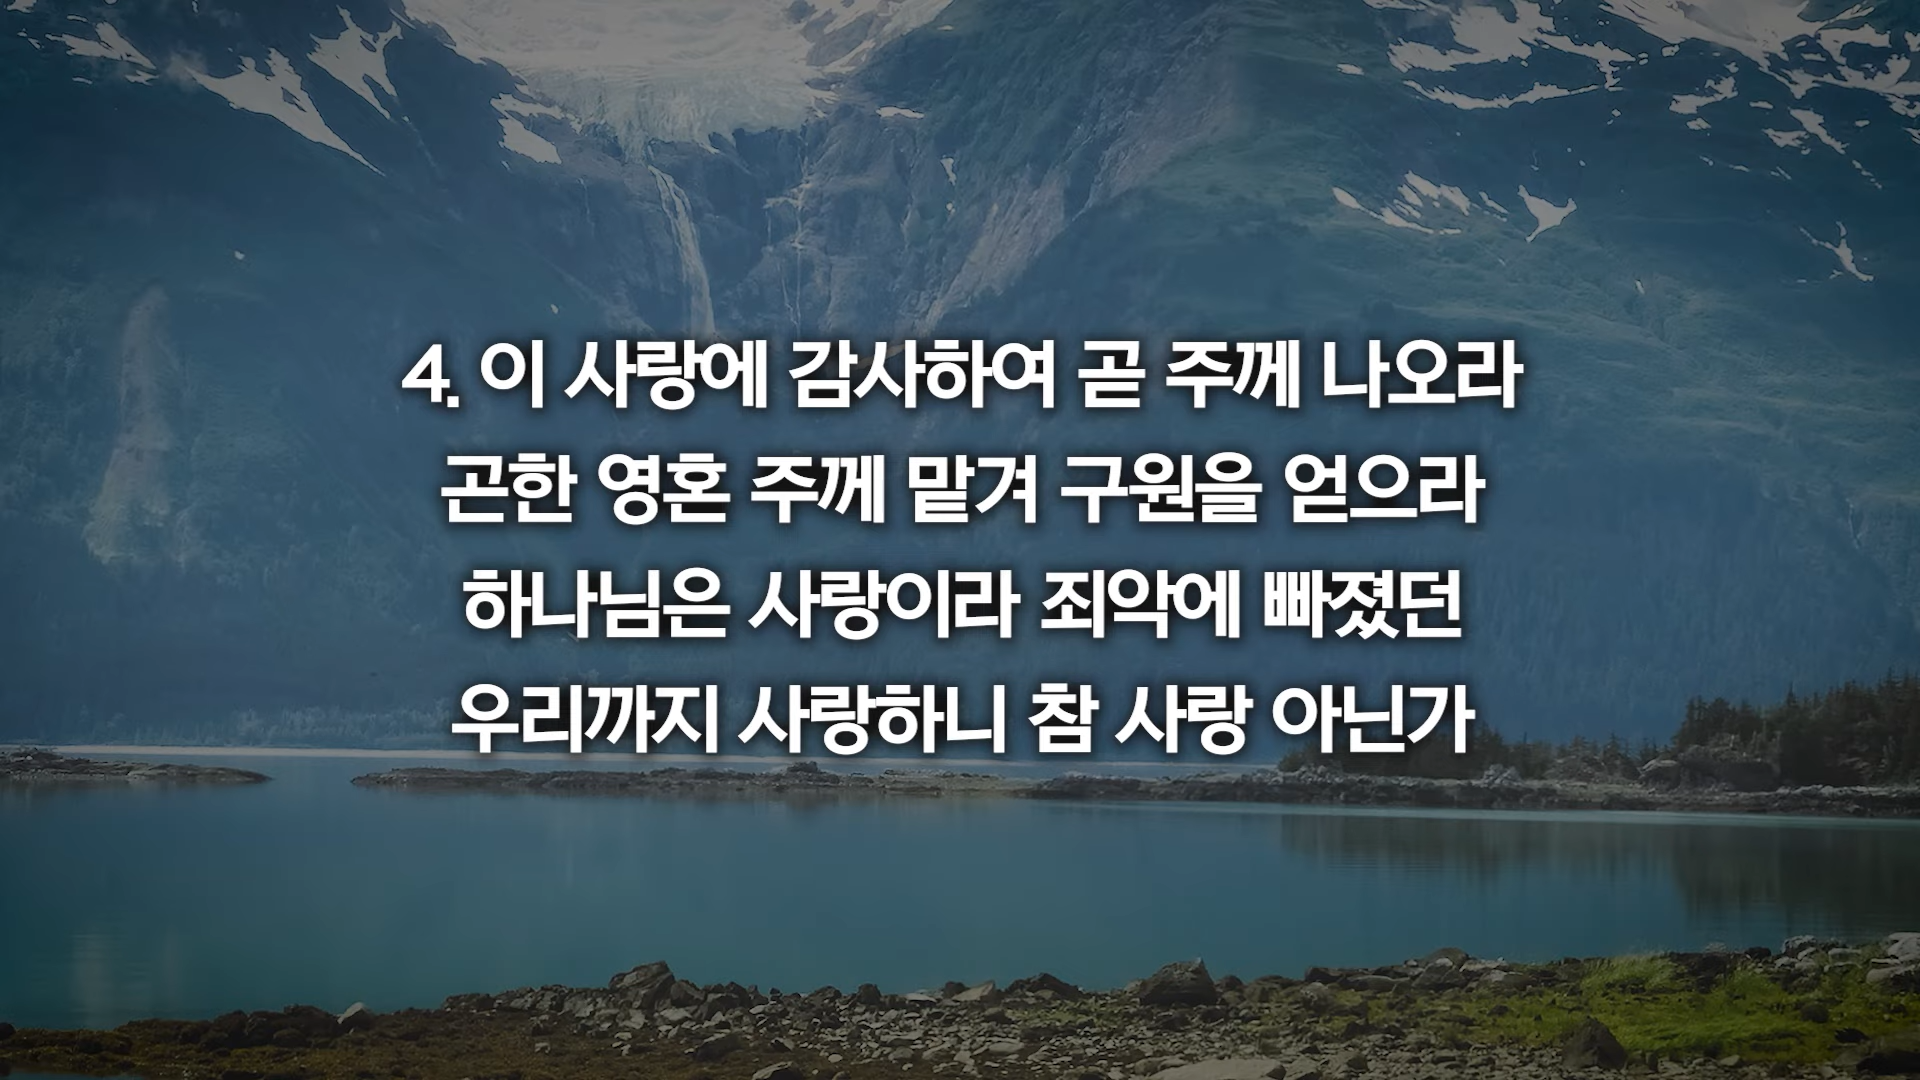 4. 이 사랑에 감사하여 곧 주께 나오라
곤한 영혼 주께 맡겨 구원을 얻으라
하나님은 사랑이라 죄악에 빠졌던
우리까지 사랑하니 참 사랑 아닌가